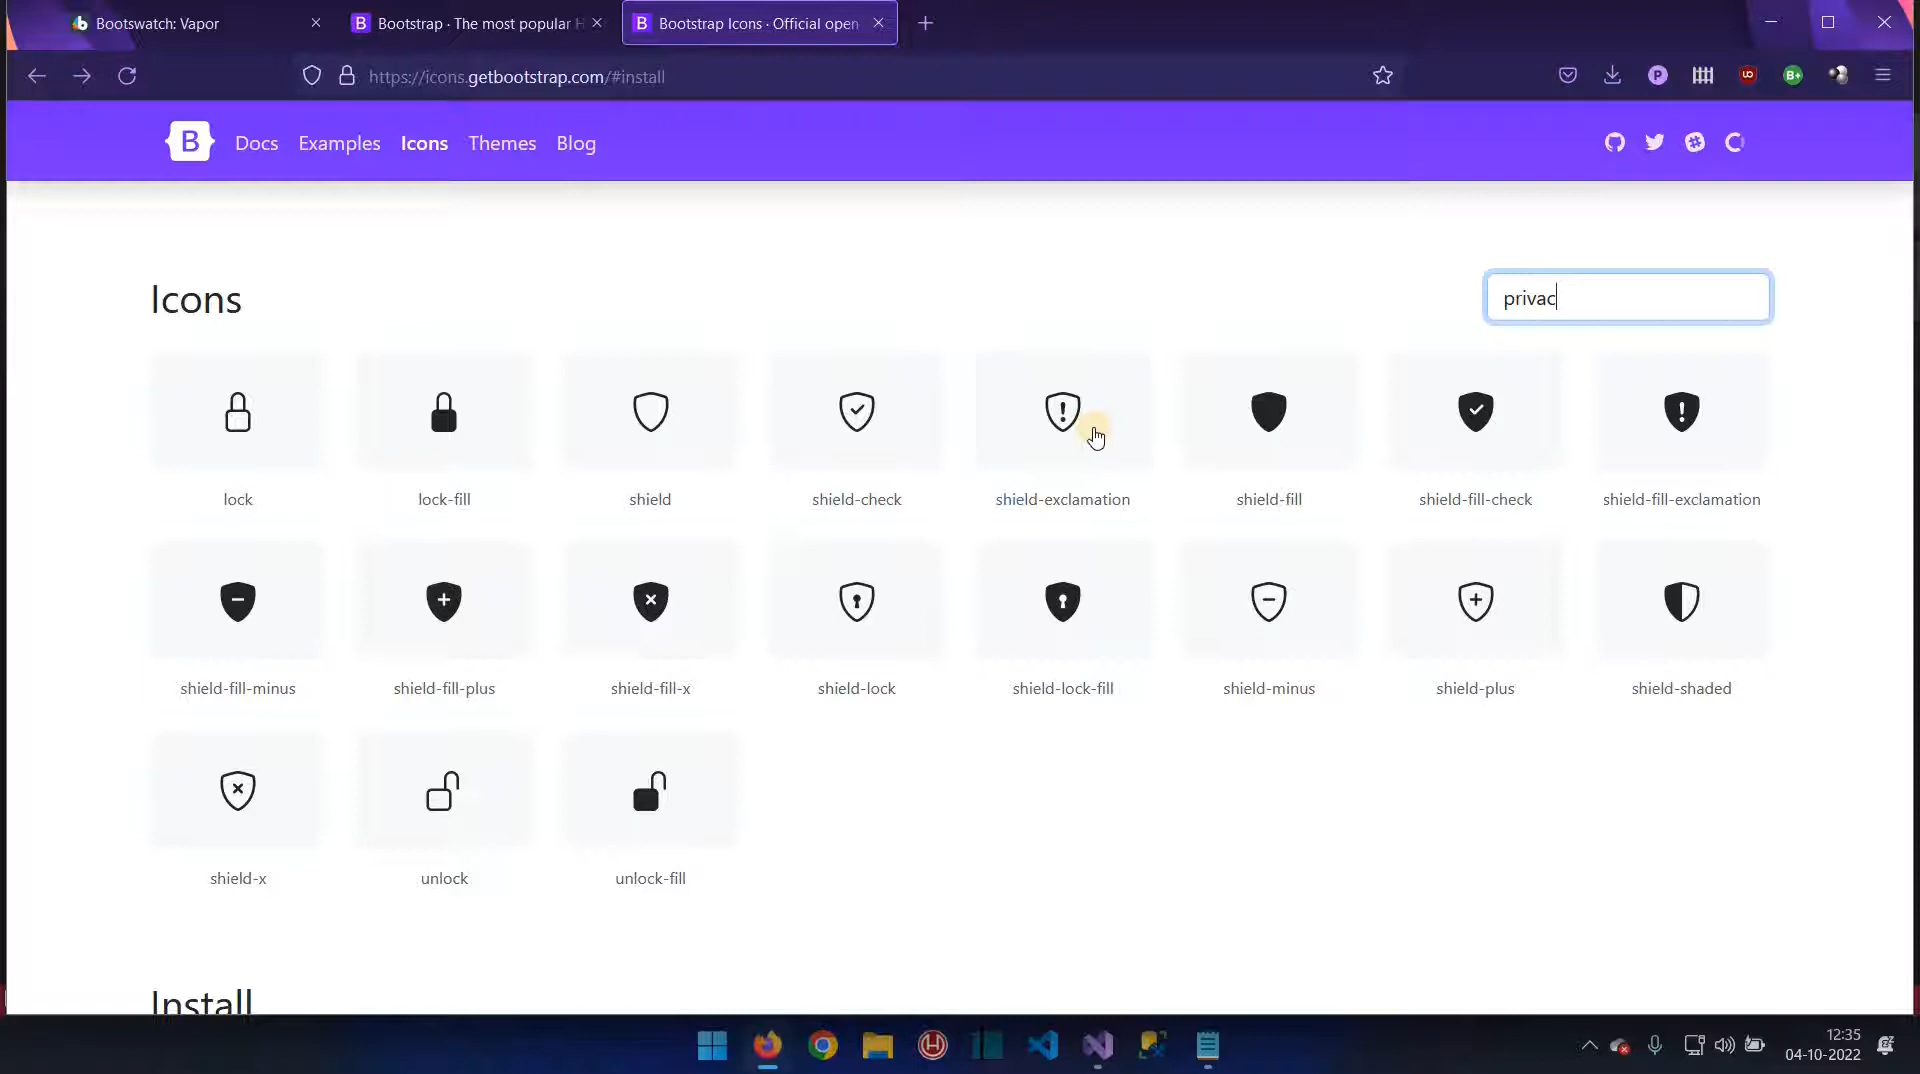 Bootswatch: Vapor
Bootstrap · The most popular H
Bootstrap Icons · Official open
https://icons.getbootstrap.com/#install
B Docs Examples Icons Themes Blog
Icons
privac
lock lock-fill shield shield-check shield-exclamation shield-fill shield-fill-check shield-fill-exclamation
shield-fill-minus shield-fill-plus shield-fill-x shield-lock shield-lock-fill shield-minus shield-plus shield-shaded
shield-x unlock unlock-fill
Install
12:35
04-10-2022